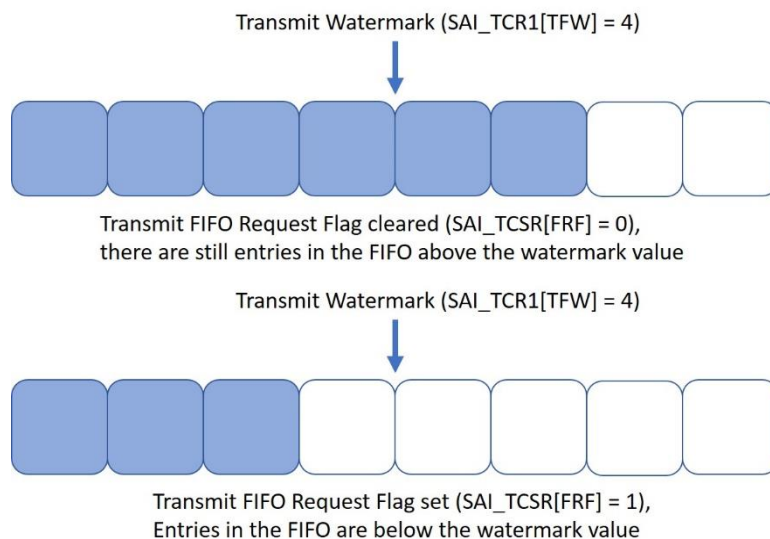 Transmit Watermark (SAI_TCR1[TFW] = 4)
Transmit FIFO Request Flag cleared (SAI_TCSR[FRF] = 0),
there are still entries in the FIFO above the watermark value
Transmit Watermark (SAI_TCR1[TFW] = 4)
Transmit FIFO Request Flag set (SAI_TCSR[FRF] = 1),
Entries in the FIFO are below the watermark value